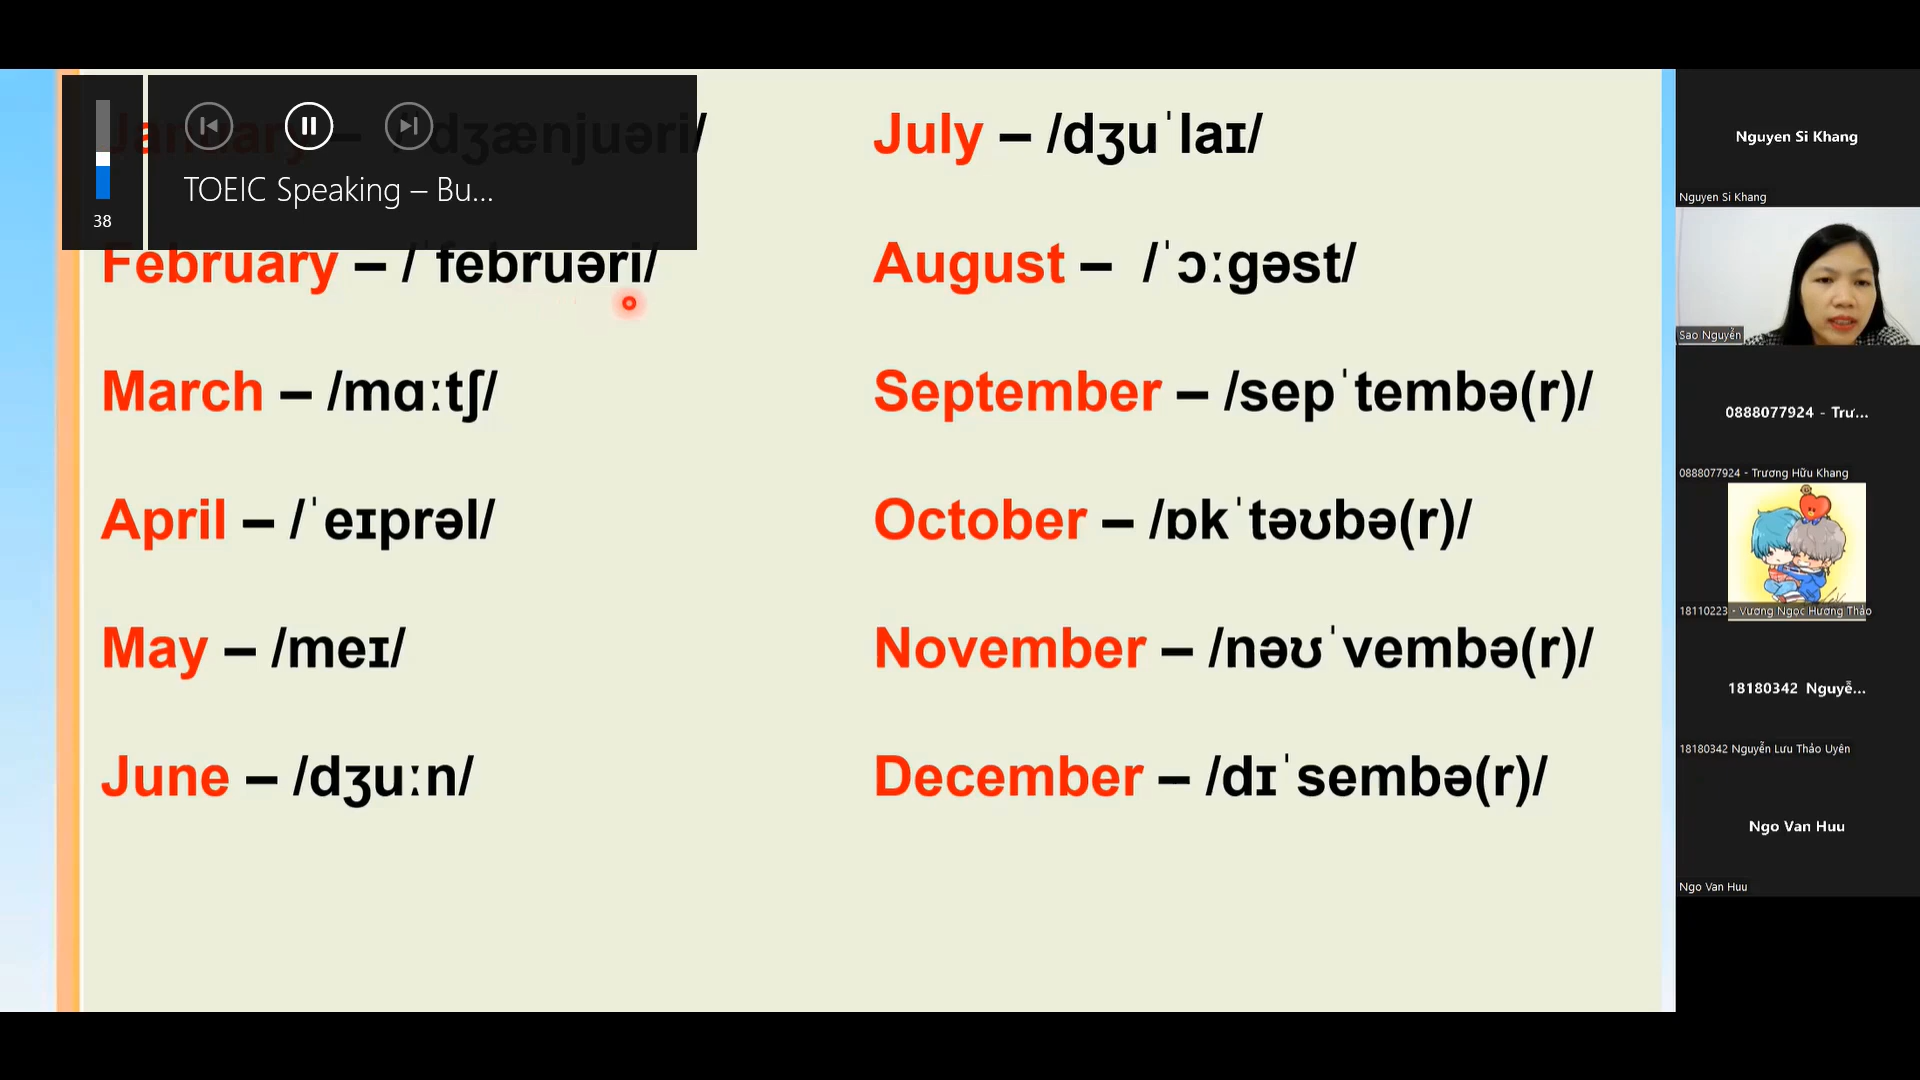 January – /ˈdʒænjuəri/
38
TOEIC Speaking – Bu...
February – /ˈfebruəri/
March – /mɑːtʃ/
April – /ˈeɪprəl/
May – /meɪ/
June – /dʒuːn/
July – /dʒuˈlaɪ/
August – /ˈɔːgəst/
September – /sepˈtembə(r)/
October – /ɒkˈtəʊbə(r)/
November – /nəʊˈvembə(r)/
December – /dɪˈsembə(r)/
Nguyen Si Khang
Nguyen Si Khang
Sao Nguyễn
0888077924 - Trư...
0888077924 - Trương Hữu Khang
18110223 - Vương Ngọc Hương Thảo
18180342 Nguyễ...
18180342 Nguyễn Lưu Thảo Uyên
Ngo Van Huu
Ngo Van Huu